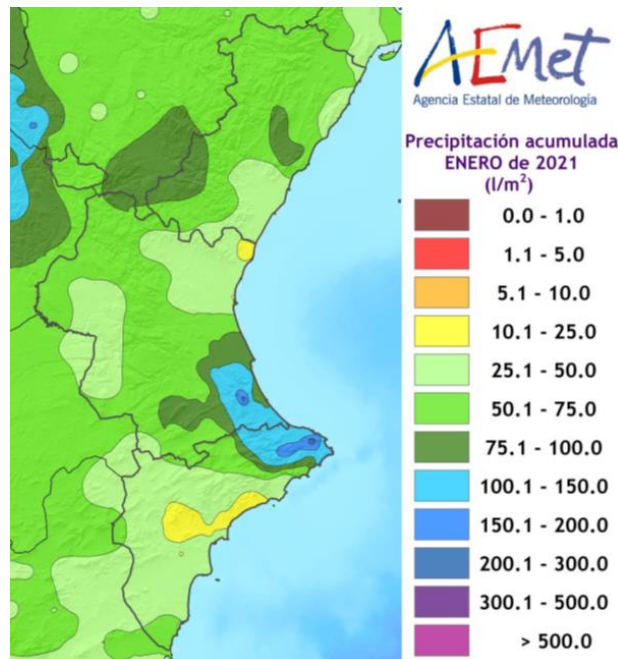 AEMet
Agencia Estatal de Meteorología
Precipitación acumulada
ENERO de 2021
(l/m²)
0.0 - 1.0
1.1 - 5.0
5.1 - 10.0
10.1 - 25.0
25.1 - 50.0
50.1 - 75.0
75.1 - 100.0
100.1 - 150.0
150.1 - 200.0
200.1 - 300.0
300.1 - 500.0
> 500.0